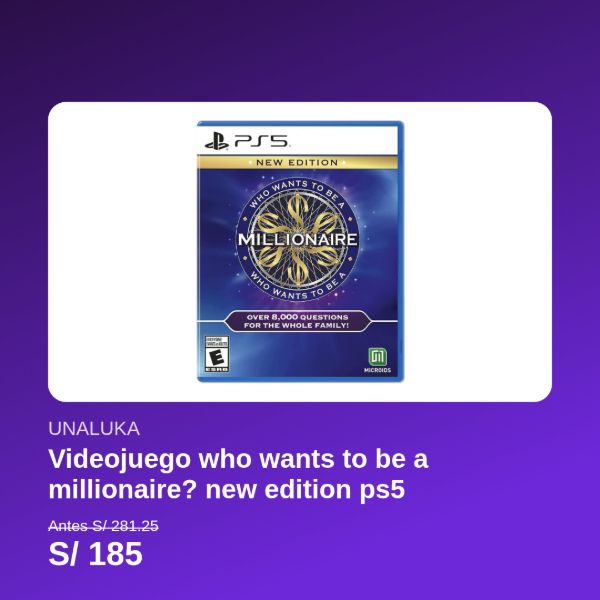 PS5
NEW EDITION
WHO WANTS TO BE A
MILLIONAIRE
WHO WANTS TO BE A
OVER 8,000 QUESTIONS
FOR THE WHOLE FAMILY!
E
ESRB
MICROIDS
UNALUKA
Videojuego who wants to be a
millionaire? new edition ps5
Antes S/ 281.25
S/ 185